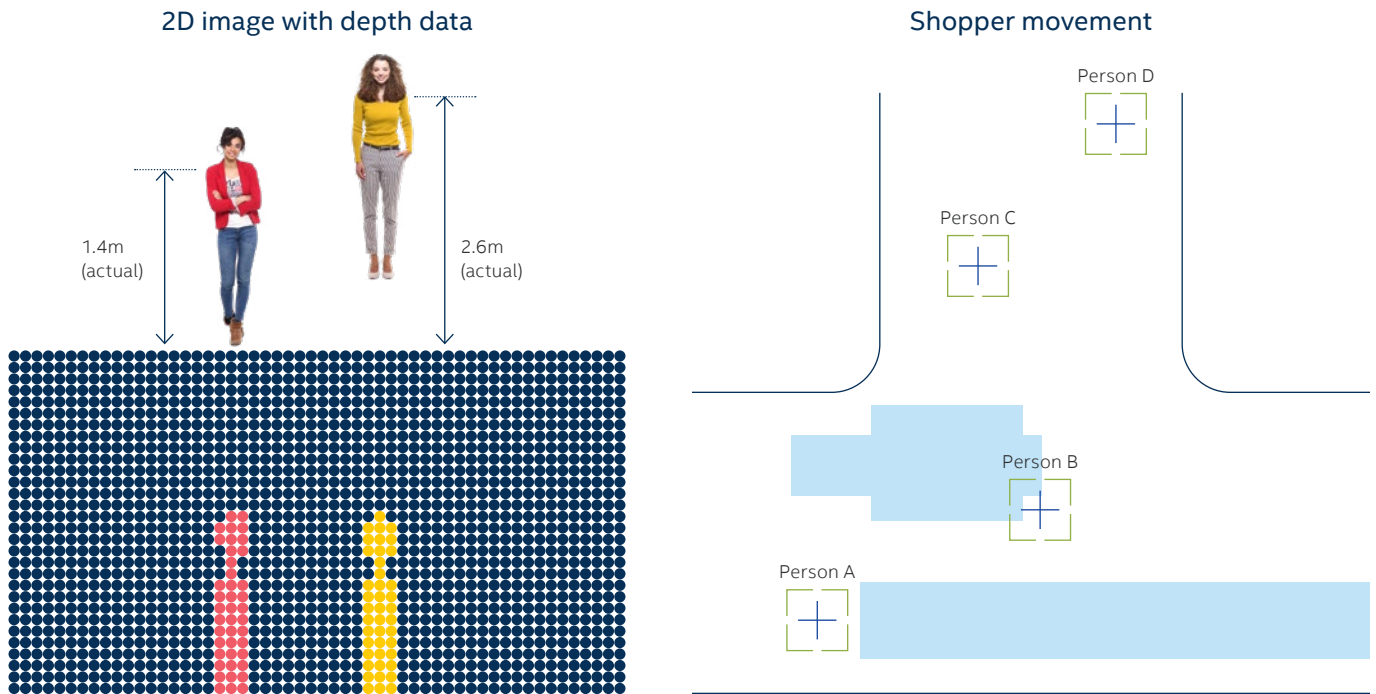 2D image with depth data
1.4m
(actual)
2.6m
(actual)
Shopper movement
Person D
Person C
Person B
Person A